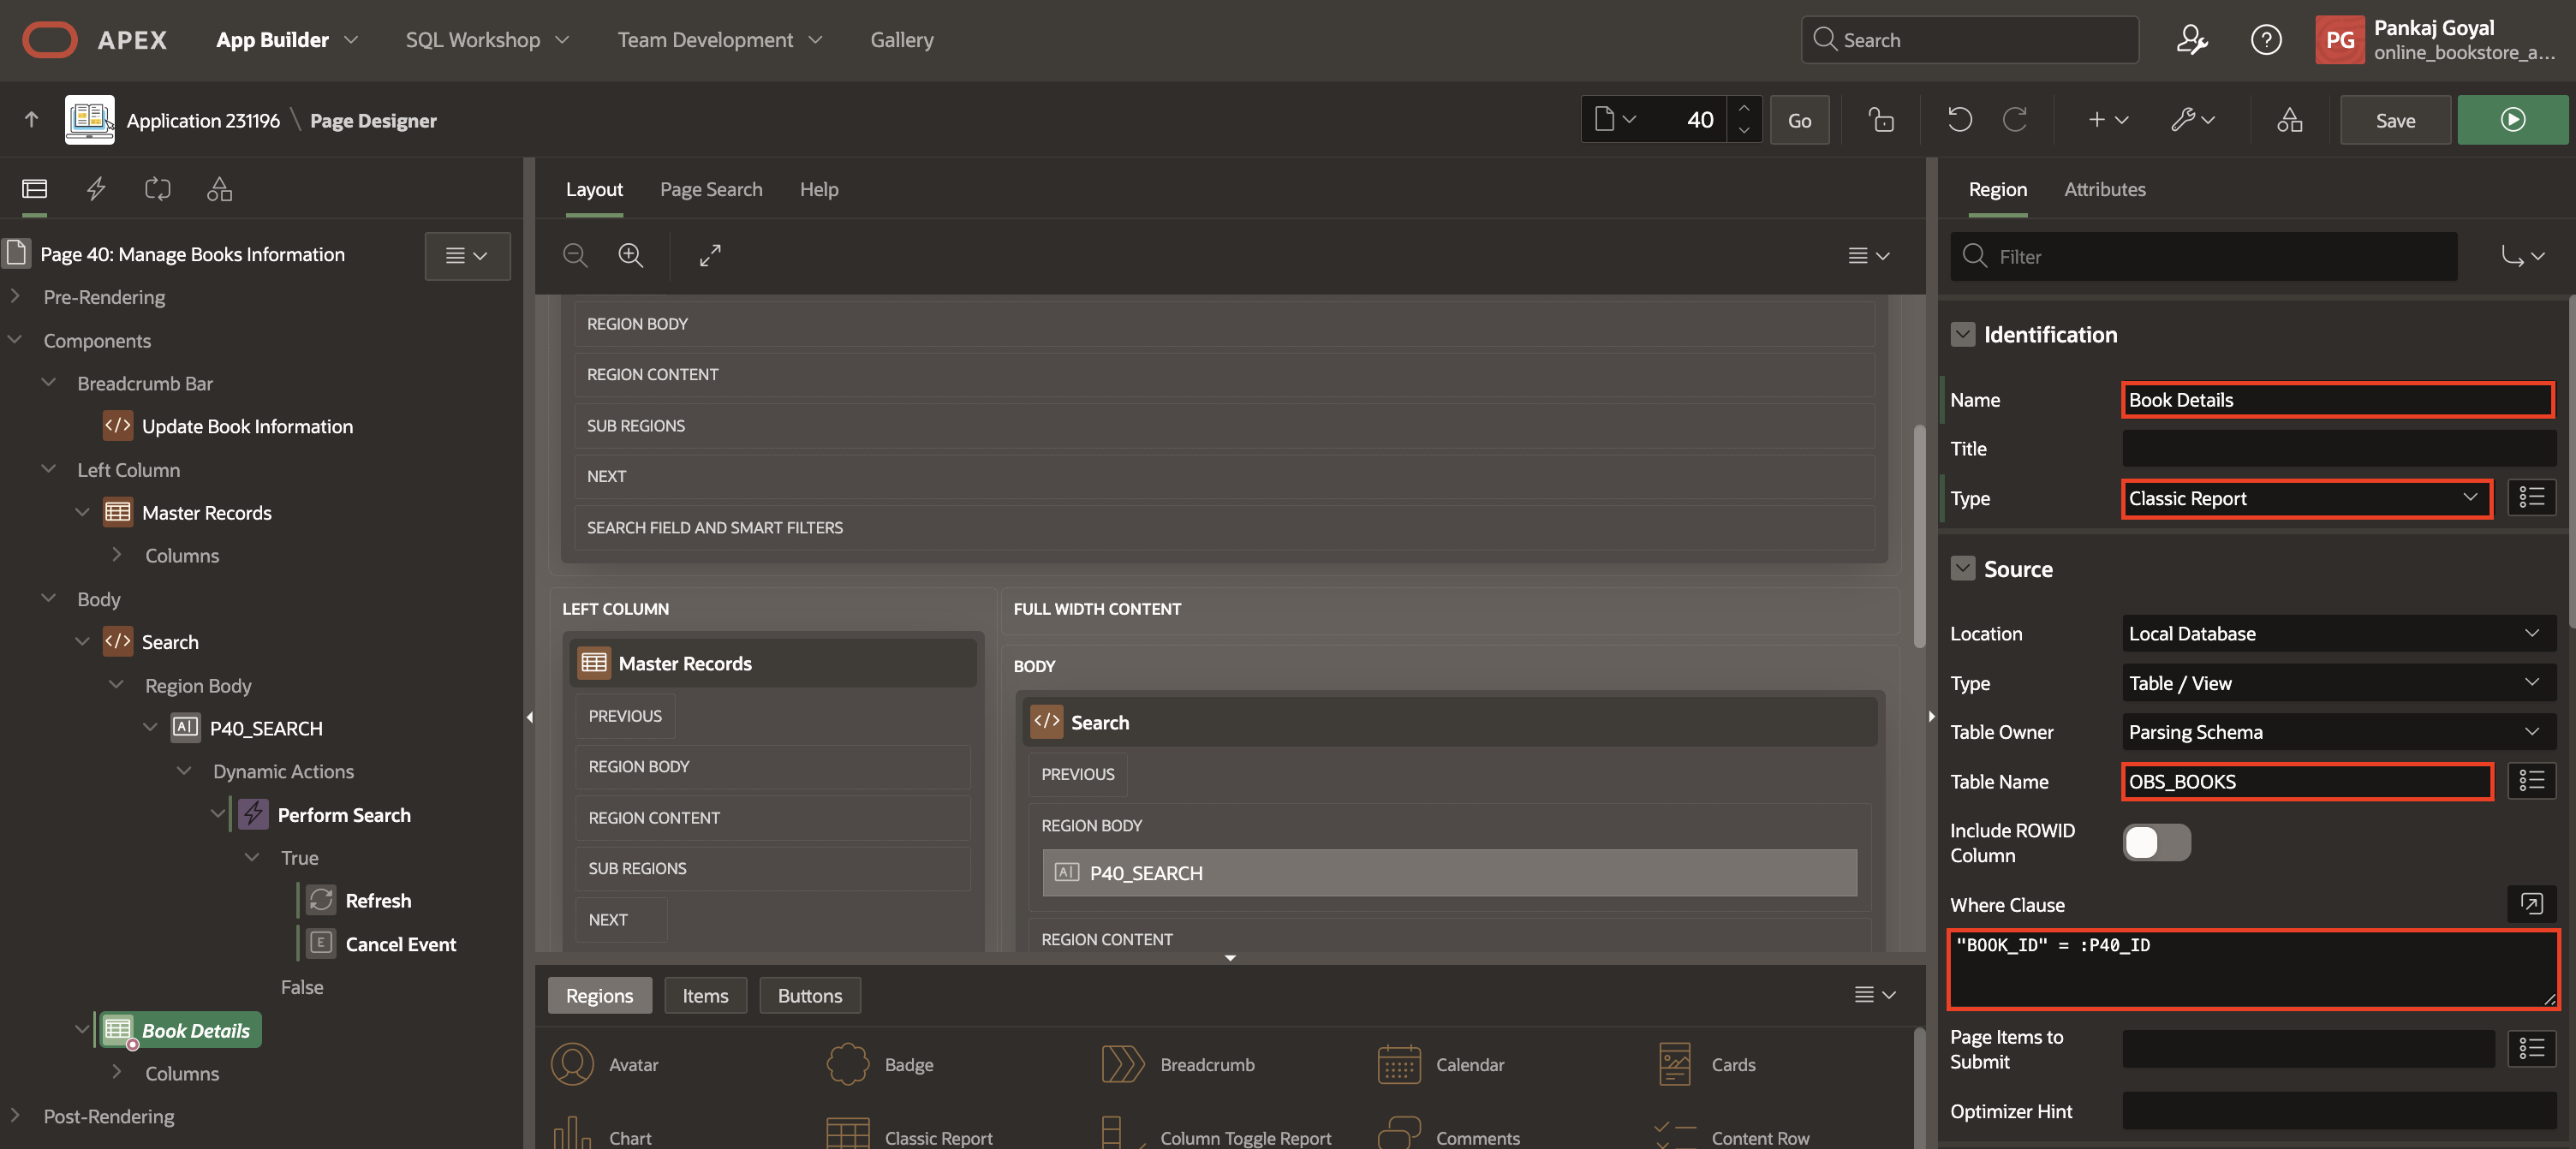 APEX
App Builder
SQL Workshop
Team Development
Gallery
Search
PG
Pankaj Goyal
online_bookstore_a...
Application 231196 \ Page Designer
40
Go
Save
Page 40: Manage Books Information
Pre-Rendering
Components
Breadcrumb Bar
Update Book Information
Left Column
Master Records
Columns
Body
Search
Region Body
P40_SEARCH
Dynamic Actions
Perform Search
True
Refresh
Cancel Event
False
Book Details
Columns
Post-Rendering
Layout
Page Search
Help
REGION BODY
REGION CONTENT
SUB REGIONS
NEXT
SEARCH FIELD AND SMART FILTERS
LEFT COLUMN
Master Records
PREVIOUS
REGION BODY
REGION CONTENT
SUB REGIONS
NEXT
FULL WIDTH CONTENT
BODY
Search
PREVIOUS
REGION BODY
P40_SEARCH
REGION CONTENT
Regions
Items
Buttons
Avatar
Badge
Breadcrumb
Calendar
Cards
Chart
Classic Report
Column Toggle Report
Comments
Content Row
Region
Attributes
Filter
Identification
Name
Book Details
Title
Type
Classic Report
Source
Location
Local Database
Type
Table / View
Table Owner
Parsing Schema
Table Name
OBS_BOOKS
Include ROWID
Column
Where Clause
"BOOK_ID" = :P40_ID
Page Items to
Submit
Optimizer Hint